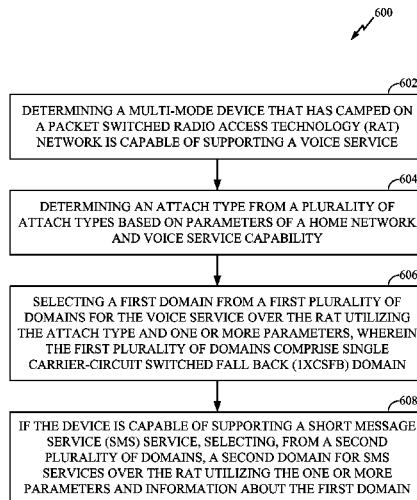 600
602
DETERMINING A MULTI-MODE DEVICE THAT HAS CAMPED ON
A PACKET SWITCHED RADIO ACCESS TECHNOLOGY (RAT)
NETWORK IS CAPABLE OF SUPPORTING A VOICE SERVICE
604
DETERMINING AN ATTACH TYPE FROM A PLURALITY OF
ATTACH TYPES BASED ON PARAMETERS OF A HOME NETWORK
AND VOICE SERVICE CAPABILITY
606
SELECTING A FIRST DOMAIN FROM A FIRST PLURALITY OF
DOMAINS FOR THE VOICE SERVICE OVER THE RAT UTILIZING
THE ATTACH TYPE AND ONE OR MORE PARAMETERS, WHEREIN
THE FIRST PLURALITY OF DOMAINS COMPRISE SINGLE
CARRIER-CIRCUIT SWITCHED FALL BACK (1XCSFB) DOMAIN
608
IF THE DEVICE IS CAPABLE OF SUPPORTING A SHORT MESSAGE
SERVICE (SMS) SERVICE, SELECTING, FROM A SECOND
PLURALITY OF DOMAINS, A SECOND DOMAIN FOR SMS
SERVICES OVER THE RAT UTILIZING THE ONE OR MORE
PARAMETERS AND INFORMATION ABOUT THE FIRST DOMAIN